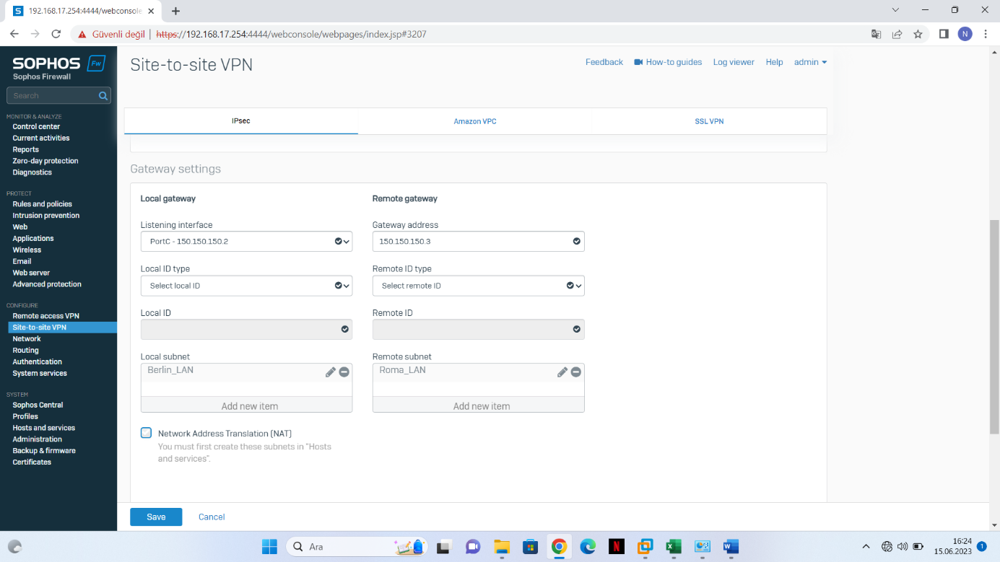 192.168.17.254:4444/webconsole
Güvenli değil | https://192.168.17.254:4444/webconsole/webpages/index.jsp#3207
N
SOPHOS Fw
Sophos Firewall
Search
MONITOR & ANALYZE
Control center
Current activities
Reports
Zero-day protection
Diagnostics
PROTECT
Rules and policies
Intrusion prevention
Web
Applications
Wireless
Email
Web server
Advanced protection
CONFIGURE
Remote access VPN
Site-to-site VPN
Network
Routing
Authentication
System services
SYSTEM
Sophos Central
Profiles
Hosts and services
Administration
Backup & firmware
Certificates
Site-to-site VPN
Feedback How-to guides Log viewer Help admin
IPsec Amazon VPC SSL VPN
Gateway settings
Local gateway
Listening interface
PortC - 150.150.150.2
Local ID type
Select local ID
Local ID
Local subnet
Berlin_LAN
Add new item
Remote gateway
Gateway address
150.150.150.3
Remote ID type
Select remote ID
Remote ID
Remote subnet
Roma_LAN
Add new item
Network Address Translation (NAT)
You must first create these subnets in "Hosts
and services".
Save Cancel
Ara
16:24
15.06.2023
1